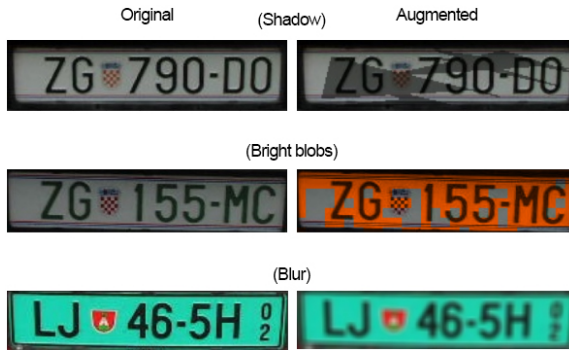 Original Augmented
(Shadow)
ZG 790-DO ZG 790-DO
(Bright blobs)
ZG 155-MC ZG 155-MC
(Blur)
LJ 46-5H 02 LJ 46-5H 02